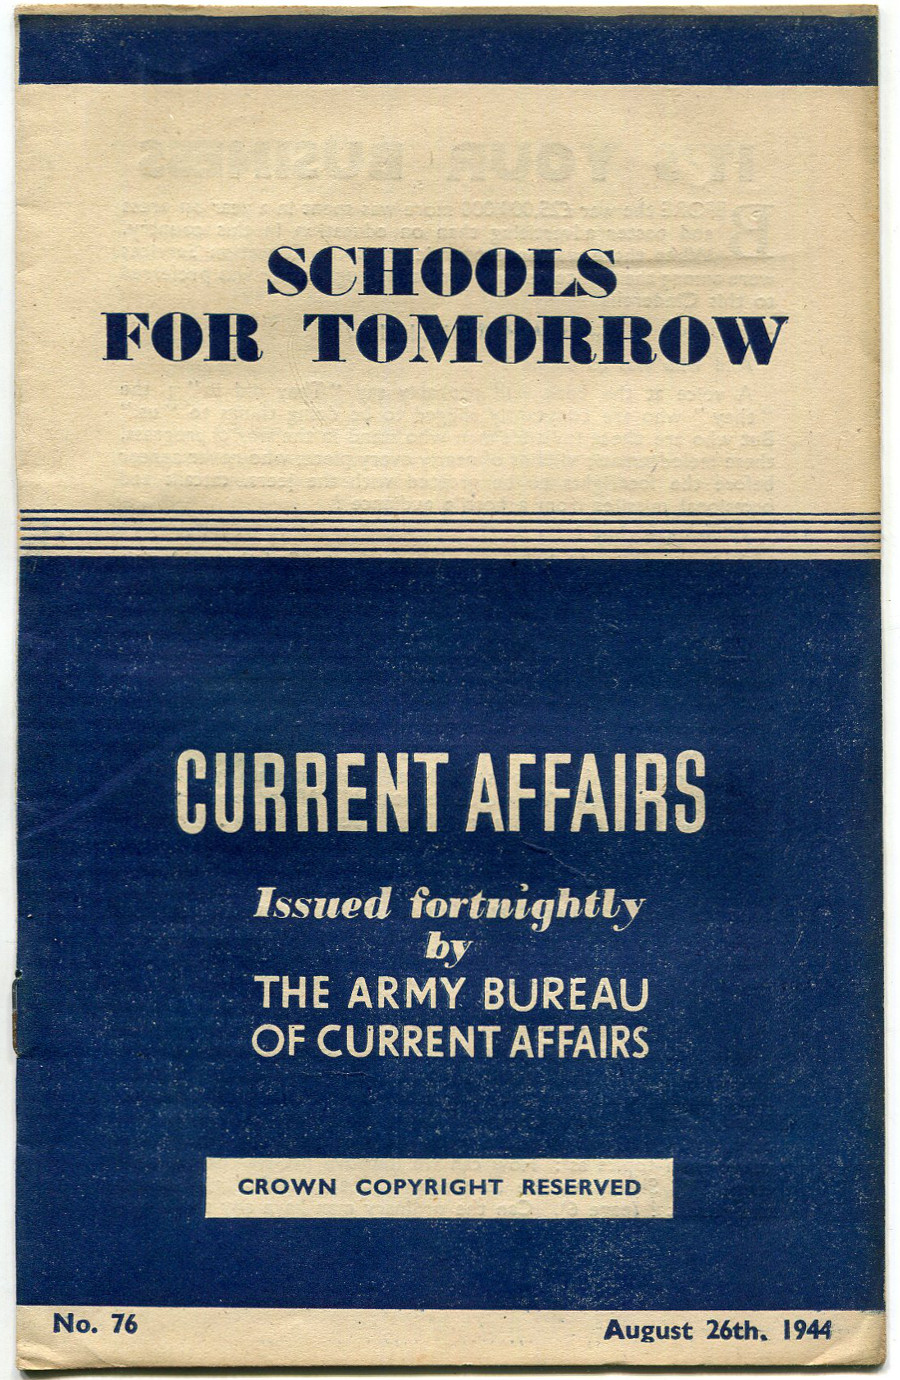 SCHOOLS
FOR TOMORROW
CURRENT AFFAIRS
Issued fortnightly
by
THE ARMY BUREAU
OF CURRENT AFFAIRS
CROWN COPYRIGHT RESERVED
No. 76
August 26th, 1944